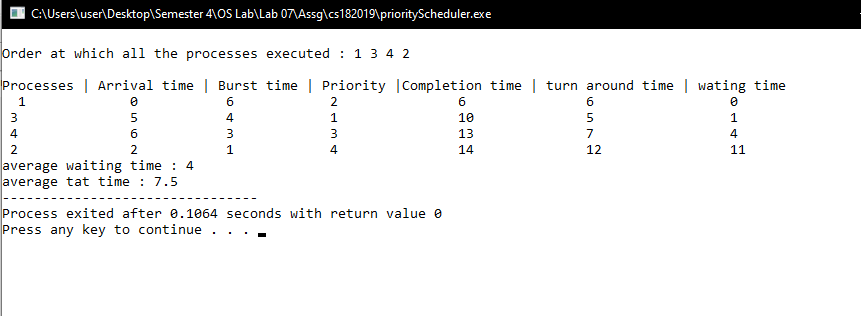 C:\Users\user\Desktop\Semester 4\OS Lab\Lab 07\Assg\cs182019\priorityScheduler.exe
Order at which all the processes executed : 1 3 4 2
Processes | Arrival time | Burst time | Priority |Completion time | turn around time | wating time
1 0 6 2 6 6 0
3 5 4 1 10 5 1
4 6 3 3 13 7 4
2 2 1 4 14 12 11
average waiting time : 4
average tat time : 7.5
--------------------------------
Process exited after 0.1064 seconds with return value 0
Press any key to continue . . .